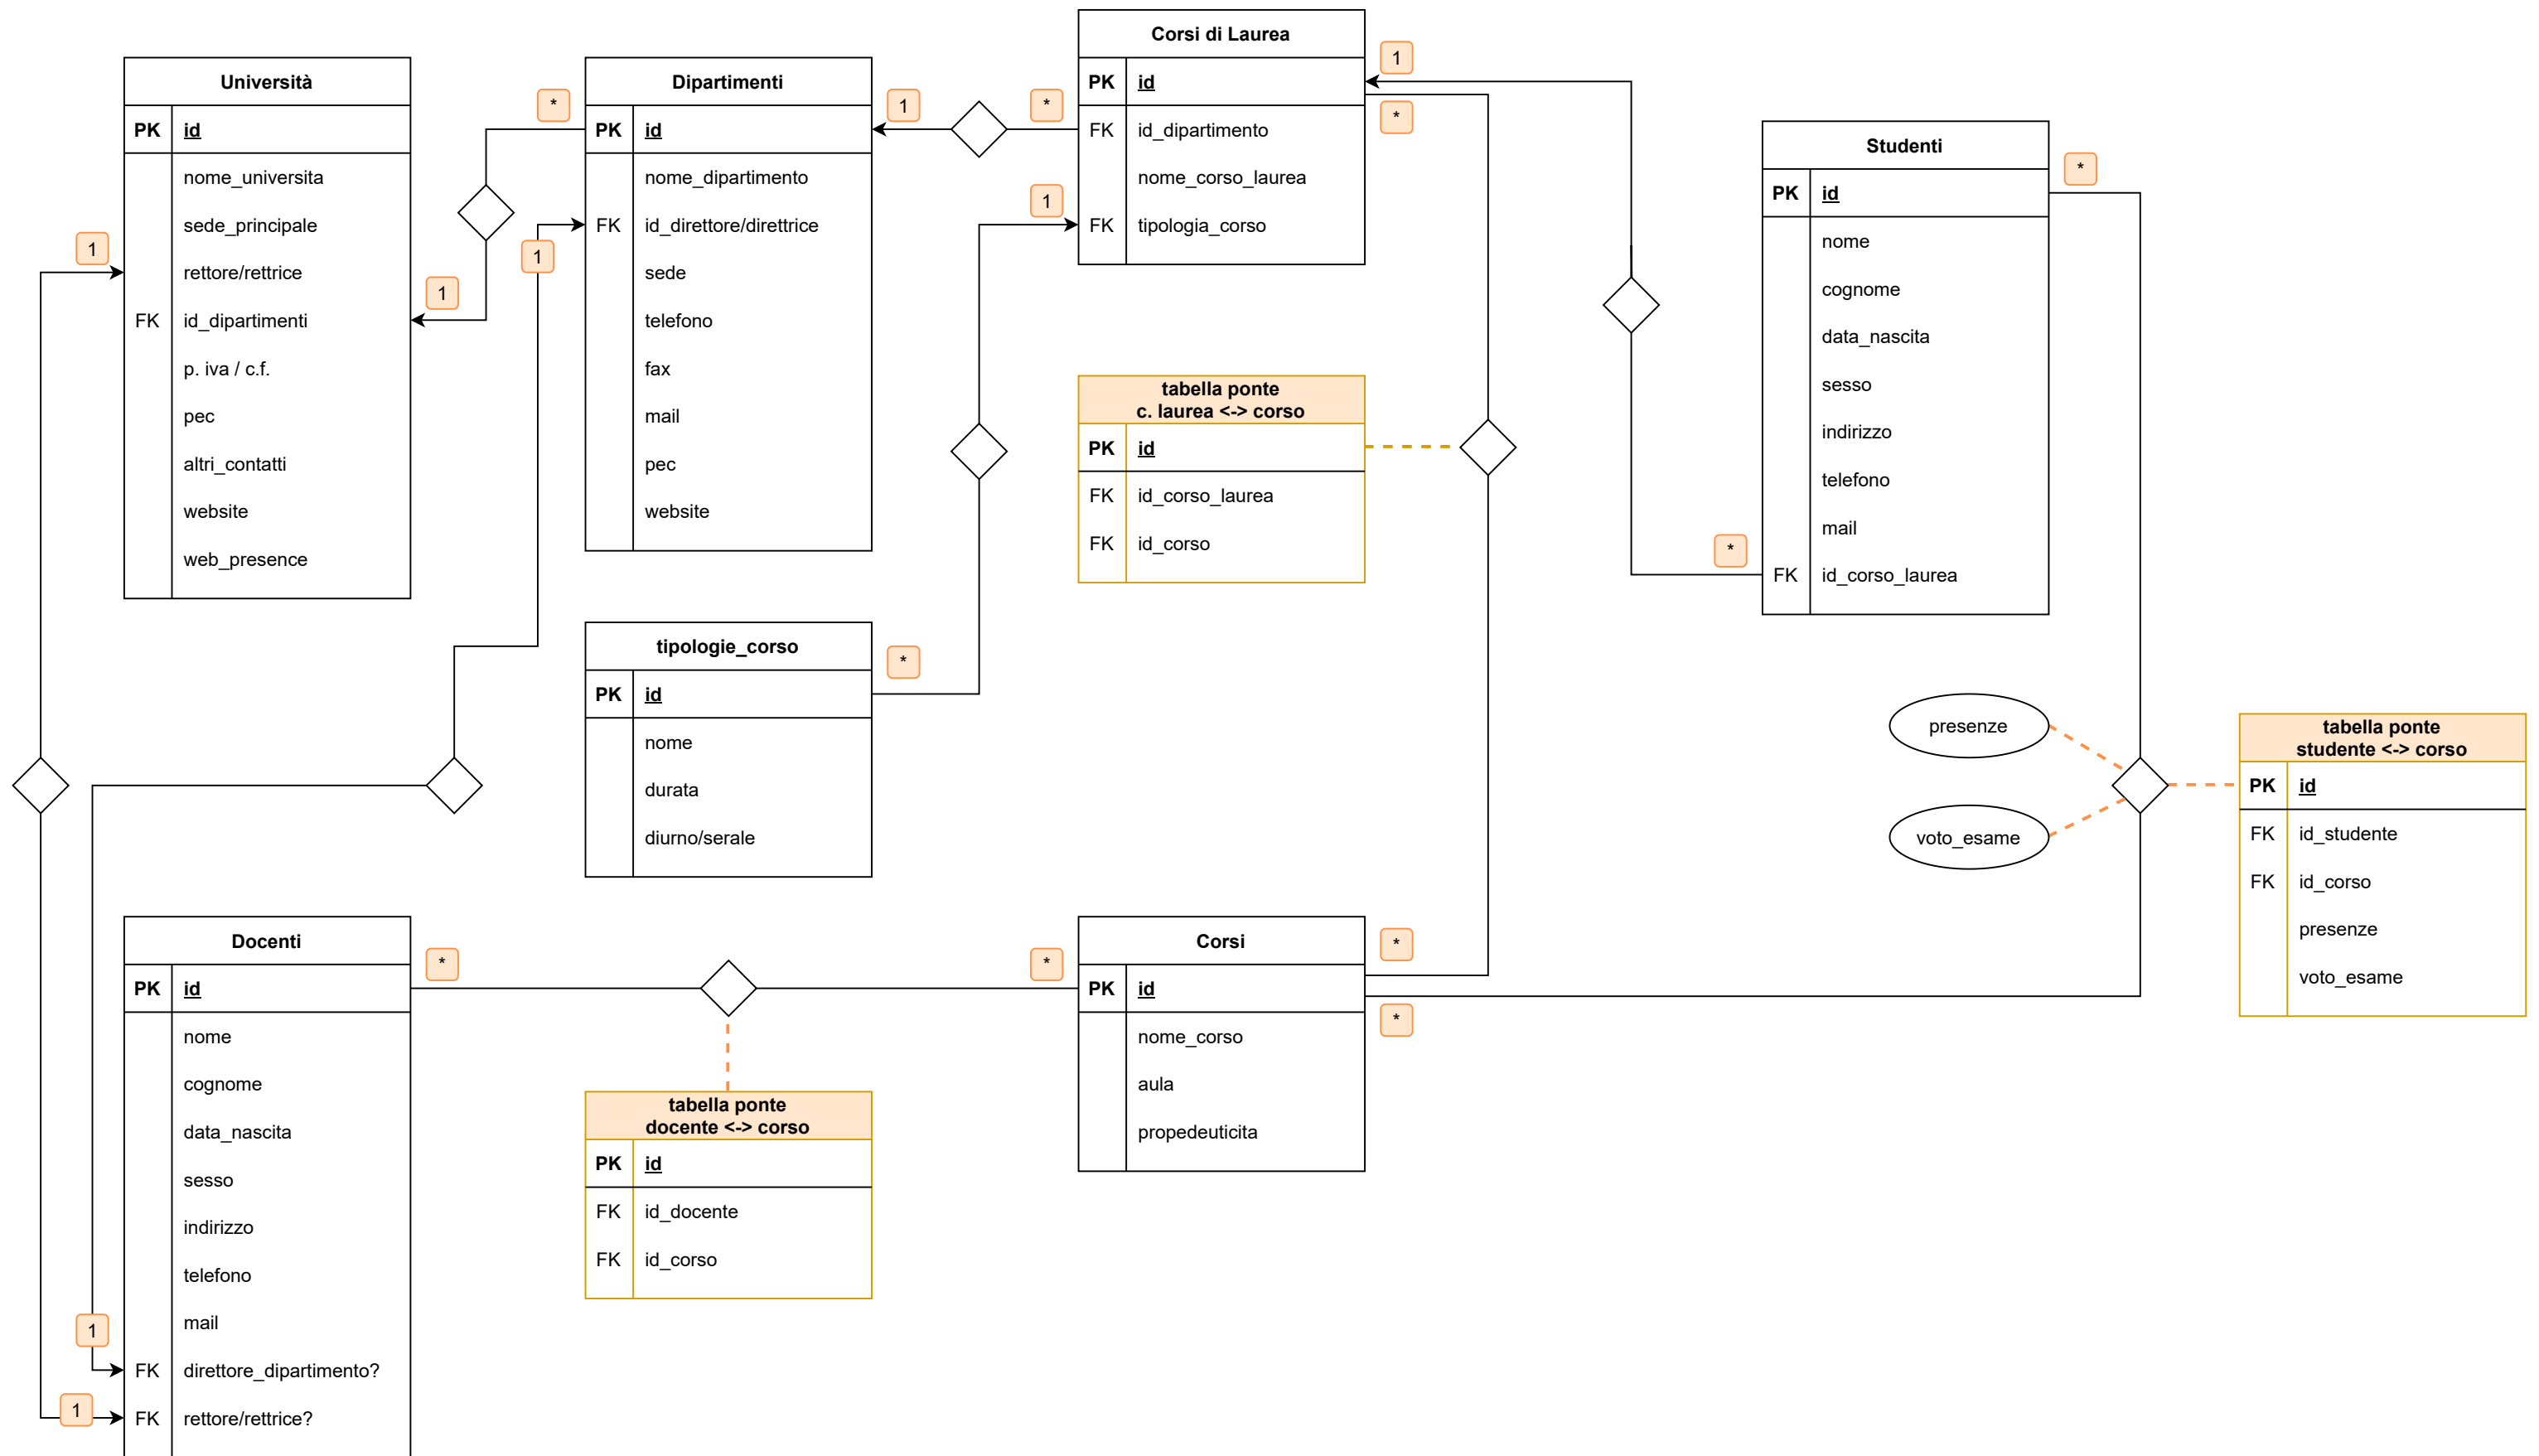 Università
PK id
nome_universita
sede_principale
rettore/rettrice
FK id_dipartimenti
p. iva / c.f.
pec
altri_contatti
website
web_presence
1
*
1
1
Dipartimenti
PK id
nome_dipartimento
FK id_direttore/direttrice
sede
telefono
fax
mail
pec
website
1
*
1
Corsi di Laurea
PK id
FK id_dipartimento
nome_corso_laurea
FK tipologia_corso
1
*
tabella ponte
c. laurea <-> corso
PK id
FK id_corso_laurea
FK id_corso
Studenti
PK id
nome
cognome
data_nascita
sesso
indirizzo
telefono
mail
FK id_corso_laurea
*
*
tipologie_corso
PK id
nome
durata
diurno/serale
*
presenze
voto_esame
tabella ponte
studente <-> corso
PK id
FK id_studente
FK id_corso
presenze
voto_esame
Docenti
PK id
nome
cognome
data_nascita
sesso
indirizzo
telefono
mail
FK direttore_dipartimento?
FK rettore/rettrice?
*
1
1
tabella ponte
docente <-> corso
PK id
FK id_docente
FK id_corso
*
Corsi
PK id
nome_corso
aula
propedeuticita
*
*